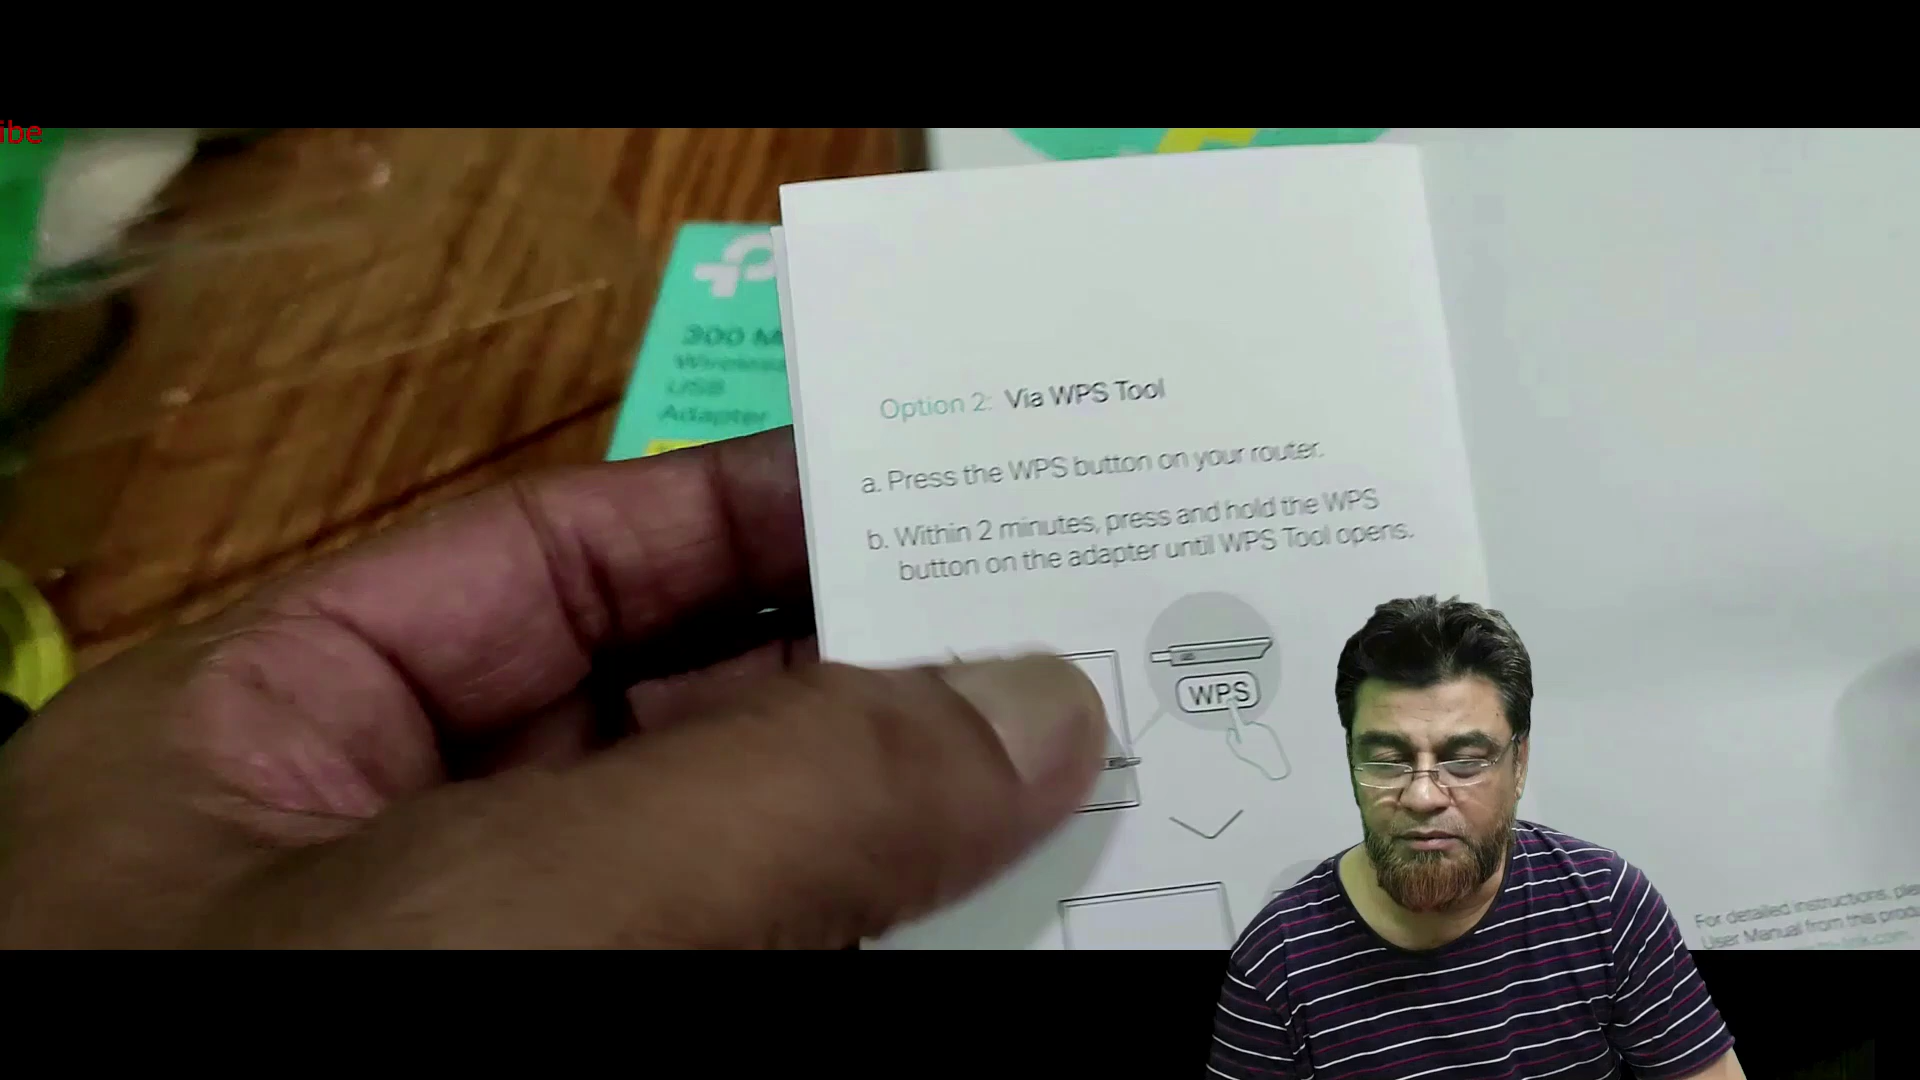 ibe
300 M
Wireless
USB
Adapter
Option 2: Via WPS Tool
a. Press the WPS button on your router.
b. Within 2 minutes, press and hold the WPS
button on the adapter until WPS Tool opens.
WPS
For detailed instructions,
User Manual from this